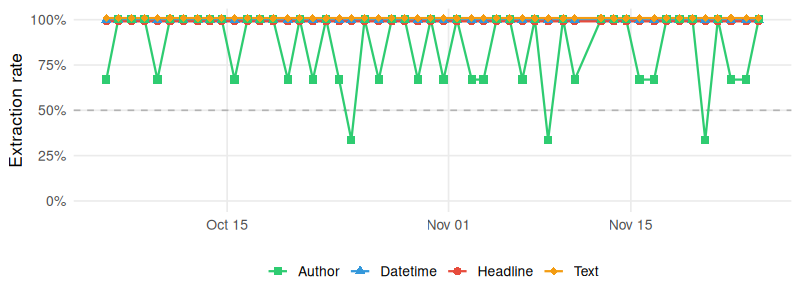 Extraction rate
100%
75%
50%
25%
0%
Oct 15 Nov 01 Nov 15
Author Datetime Headline Text